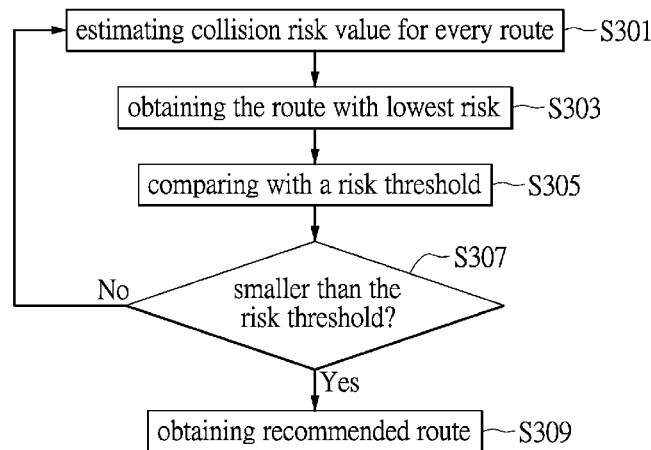 estimating collision risk value for every route S301
obtaining the route with lowest risk S303
comparing with a risk threshold S305
S307
No
smaller than the
risk threshold?
Yes
obtaining recommended route S309